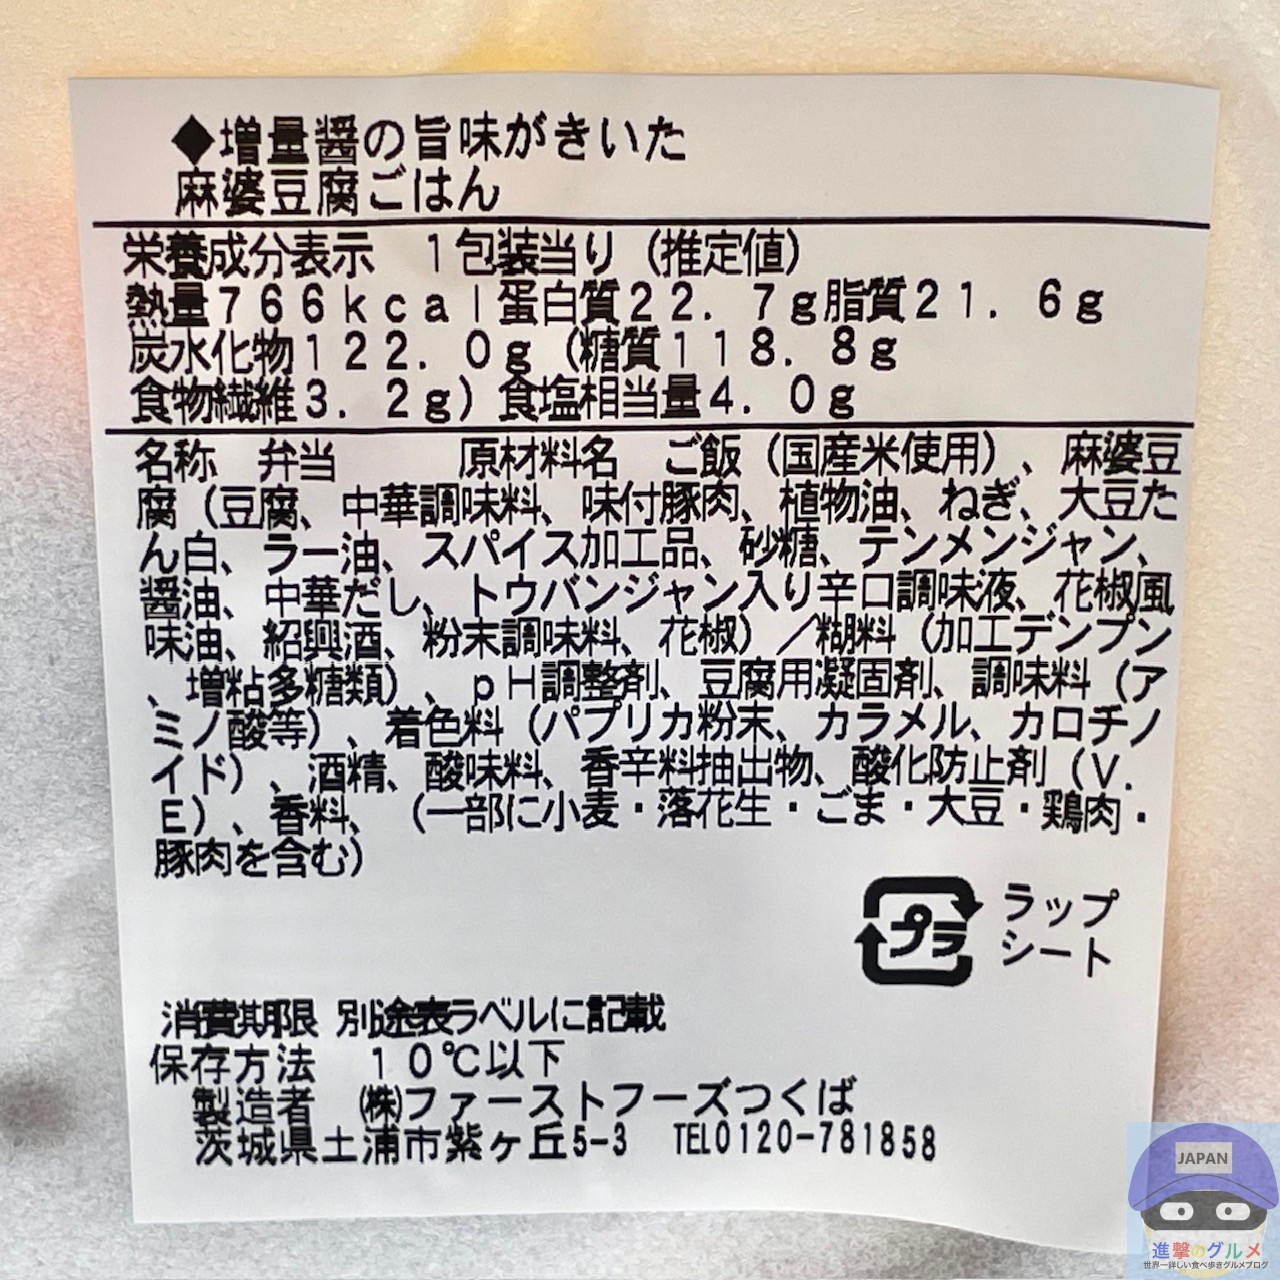 ◆増量醤の旨味がきいた
麻婆豆腐ごはん
栄養成分表示　１包装当り（推定値）
熱量７６６ｋｃａｌ蛋白質２２．７ｇ脂質２１．６ｇ
炭水化物１２２．０ｇ（糖質１１８．８ｇ
食物繊維３．２ｇ）食塩相当量４．０ｇ
名称　弁当　　　原材料名　ご飯（国産米使用）、麻婆豆
腐（豆腐、中華調味料、味付豚肉、植物油、ねぎ、大豆た
ん白、ラー油、スパイス加工品、砂糖、テンメンジャン、
醤油、中華だし、トウバンジャン入り辛口調味液、花椒風
味油、紹興酒、粉末調味料、花椒）／糊料（加工デンプン
、増粘多糖類）、ｐＨ調整剤、豆腐用凝固剤、調味料（ア
ミノ酸等）、着色料（パプリカ粉末、カラメル、カロチノ
イド）、酒精、酸味料、香辛料抽出物、酸化防止剤（Ｖ．
Ｅ）、香料、（一部に小麦・落花生・ごま・大豆・鶏肉・
豚肉を含む）
プラ
ラップ
シート
消費期限 別途表ラベルに記載
保存方法　１０℃以下
製造者　㈱ファーストフーズつくば
茨城県土浦市紫ヶ丘5-3　TEL0120-781858
JAPAN
進撃のグルメ
世界一詳しい食べ歩きグルメブログ